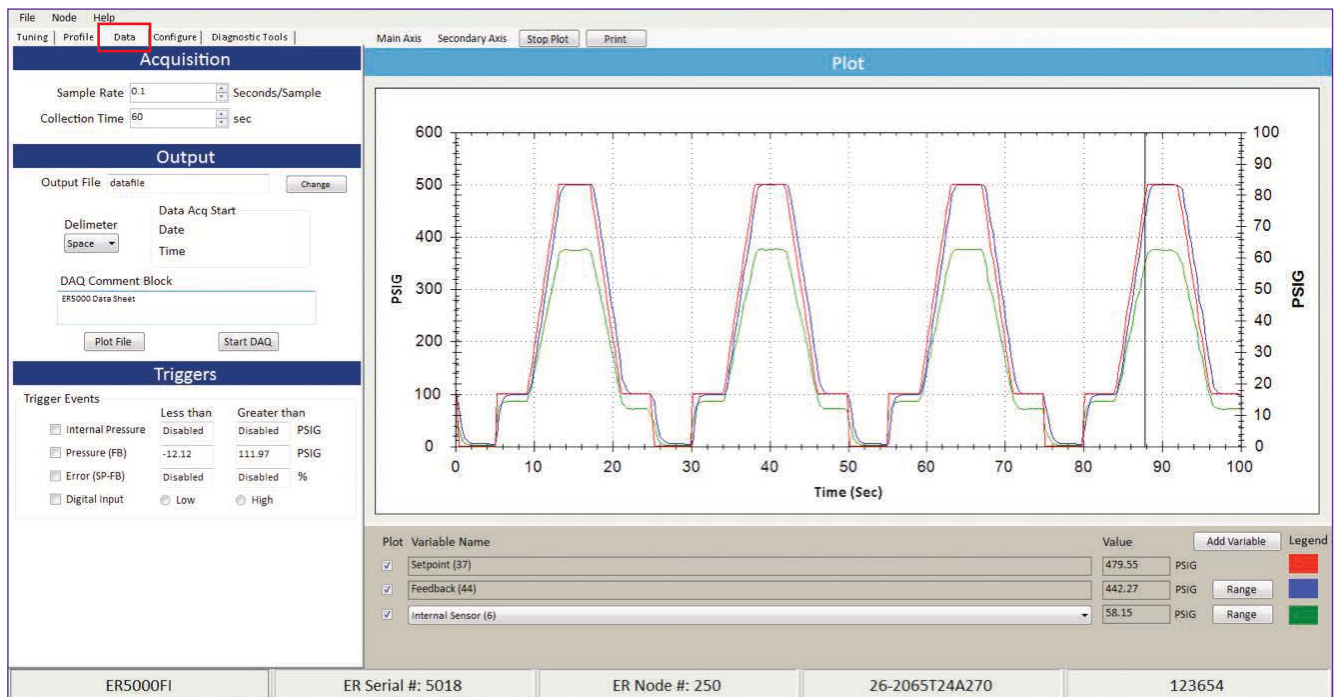 File Node Help
Tuning Profile Data Configure Diagnostic Tools
Main Axis Secondary Axis Stop Plot Print
Acquisition
Sample Rate 0.1 Seconds/Sample
Collection Time 60 sec
Output
Output File datafile Change
Delimeter
Space
Data Acq Start
Date
Time
DAQ Comment Block
ER5000 Data Sheet
Plot File Start DAQ
Triggers
Trigger Events
Less than Greater than
Internal Pressure Disabled Disabled PSIG
Pressure (FB) -12.12 111.97 PSIG
Error (SP-FB) Disabled Disabled %
Digital Input Low High
Plot
600
500
400
300
200
100
0
PSIG
100
90
80
70
60
50
40
30
20
10
0
PSIG
0 10 20 30 40 50 60 70 80 90 100
Time (Sec)
Plot Variable Name Value Add Variable Legend
Setpoint (37) 479.55 PSIG
Feedback (44) 442.27 PSIG Range
Internal Sensor (6) 58.15 PSIG Range
ER5000FI ER Serial #: 5018 ER Node #: 250 26-2065T24A270 123654